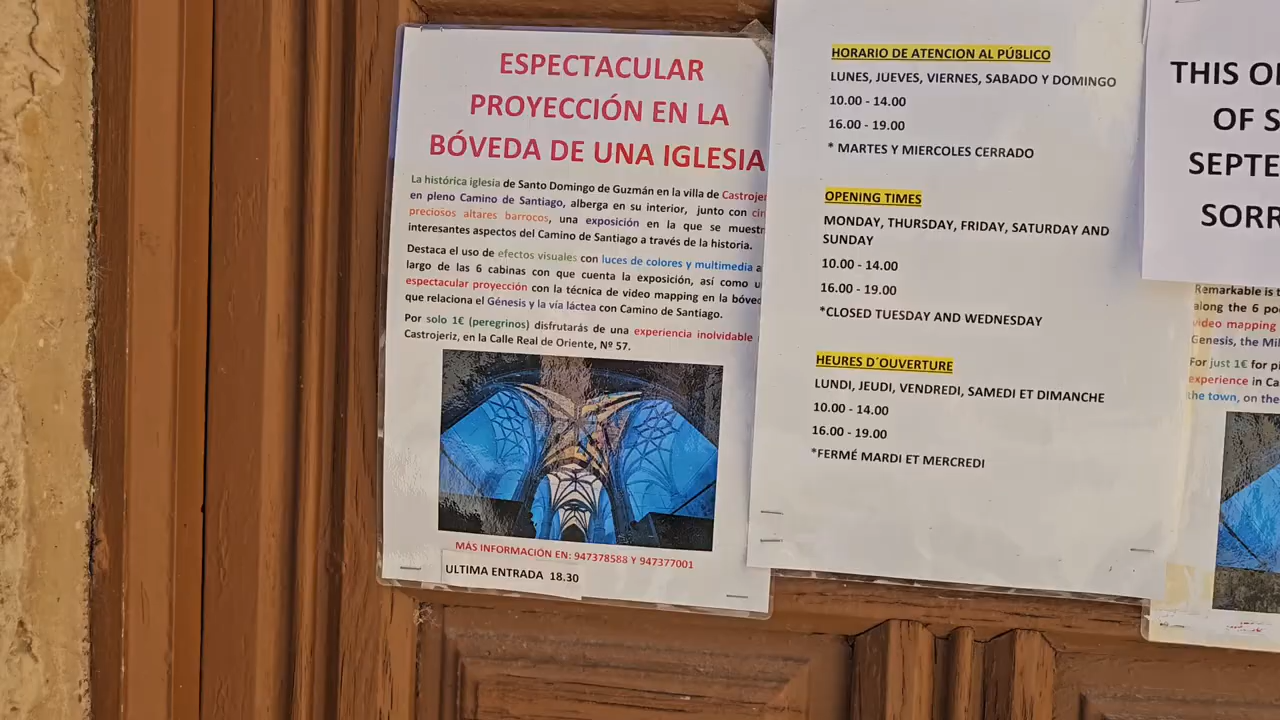 ESPECTACULAR
PROYECCIÓN EN LA
BÓVEDA DE UNA IGLESIA
La histórica iglesia de Santo Domingo de Guzmán en la villa de
en pleno Camino de Santiago, alberga en su interior, junto con
preciosos altares barrocos, una exposición en la que se
interesantes aspectos del Camino de Santiago a través de la historia.
Destaca el uso de efectos visuales con luces de colores y multimedia
largo de las 6 cabinas con que cuenta la exposición, así como
espectacular proyección con la técnica de video mapping en la
que relaciona el Génesis y la vía láctea con Camino de Santiago.
Por solo 1€ (peregrinos) disfrutarás de una experiencia inolvidable
Castrojeriz, en la Calle Real de Oriente, Nº 57.
MÁS INFORMACIÓN EN: 947378588 Y 947377001
ULTIMA ENTRADA 18.30
HORARIO DE ATENCION AL PÚBLICO
LUNES, JUEVES, VIERNES, SABADO Y DOMINGO
10.00 - 14.00
16.00 - 19.00
* MARTES Y MIERCOLES CERRADO
OPENING TIMES
MONDAY, THURSDAY, FRIDAY, SATURDAY AND
SUNDAY
10.00 - 14.00
16.00 - 19.00
*CLOSED TUESDAY AND WEDNESDAY
HEURES D´OUVERTURE
LUNDI, JEUDI, VENDREDI, SAMEDI ET DIMANCHE
10.00 - 14.00
16.00 - 19.00
*FERMÉ MARDI ET MERCREDI
THIS
OF
SEPTE
SORR
Remarkable is
along the 6
video mapping
Genesis, the
For just 1€ for
experience in
the town, on the